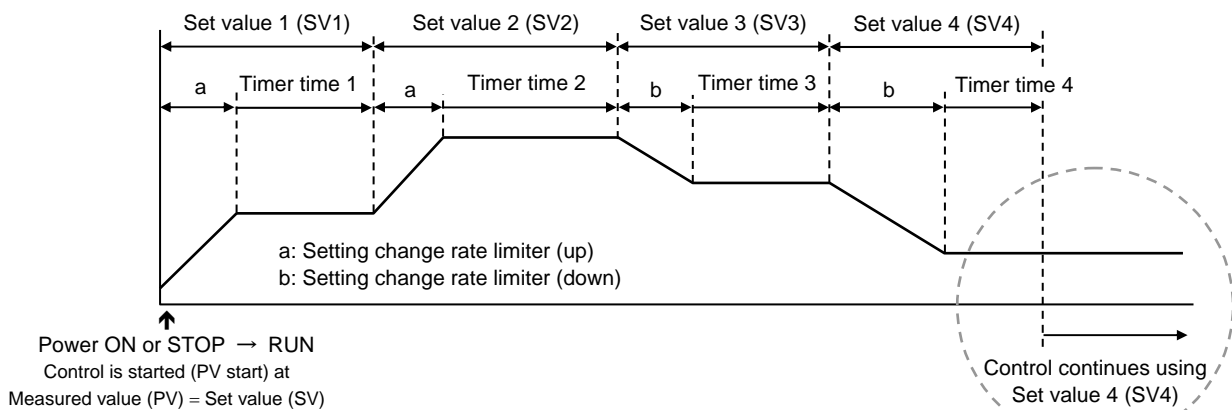 Set value 1 (SV1) Set value 2 (SV2) Set value 3 (SV3) Set value 4 (SV4)
a Timer time 1 a Timer time 2 b Timer time 3 b Timer time 4
a: Setting change rate limiter (up)
b: Setting change rate limiter (down)
Power ON or STOP → RUN
Control is started (PV start) at
Measured value (PV) = Set value (SV)
Control continues using
Set value 4 (SV4)